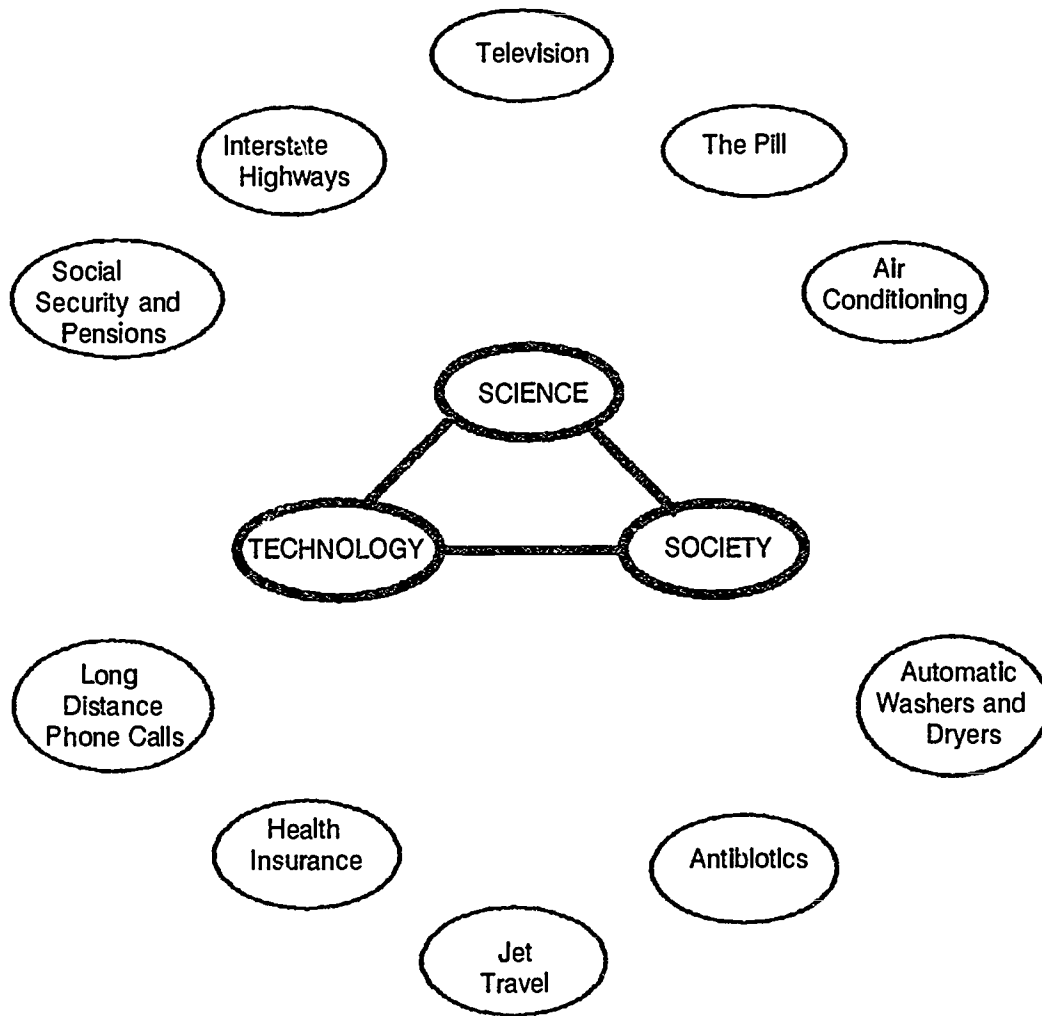 Television
The Pill
Interstate
Highways
Air
Conditioning
Social
Security and
Pensions
SCIENCE
TECHNOLOGY
SOCIETY
Long
Distance
Phone Calls
Automatic
Washers and
Dryers
Health
Insurance
Antibiotics
Jet
Travel